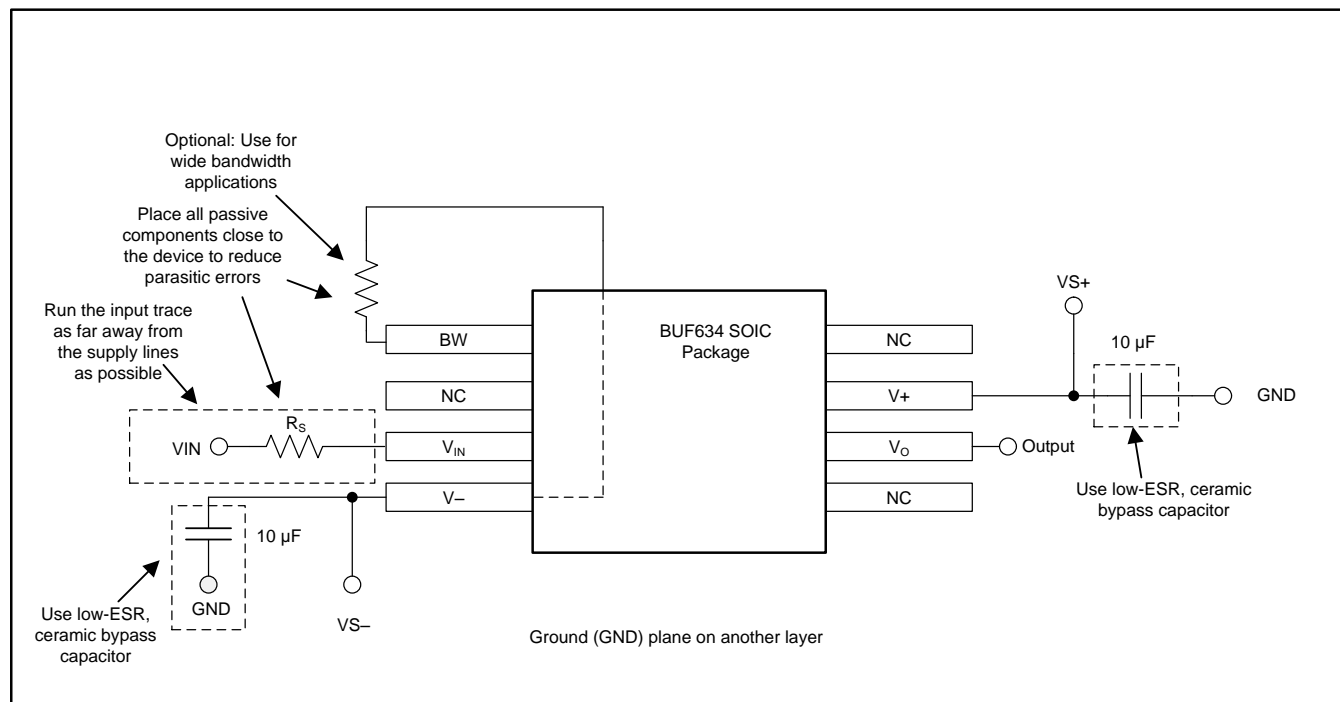 Optional: Use for
wide bandwidth
applications
Place all passive
components close to
the device to reduce
parasitic errors
Run the input trace
as far away from
the supply lines
as possible
BUF634 SOIC
Package
BW
NC
VIN
V–
NC
V+
VO
NC
VS+
10 µF
GND
Output
Use low-ESR, ceramic
bypass capacitor
RS
VIN
10 µF
GND
VS–
Use low-ESR,
ceramic bypass
capacitor
Ground (GND) plane on another layer